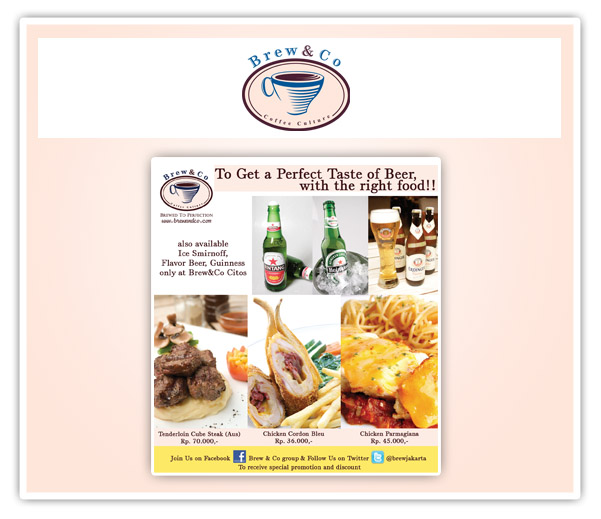 Brew & Co
Coffee Culture
Brew & Co
Coffee Culture
BREWED TO PERFECTION
www.brewandco.com
To Get a Perfect Taste of Beer,
with the right food!!
also available
Ice Smirnoff,
Flavor Beer, Guinness
only at Brew&Co Citos
BINTANG
Tenderloin Cube Steak (Aus)
Rp. 70.000,-
Chicken Cordon Bleu
Rp. 36.000,-
Chicken Parmagiana
Rp. 45.000,-
Join Us on Facebook f Brew & Co group & Follow Us on Twitter t @brewjakarta
To receive special promotion and discount